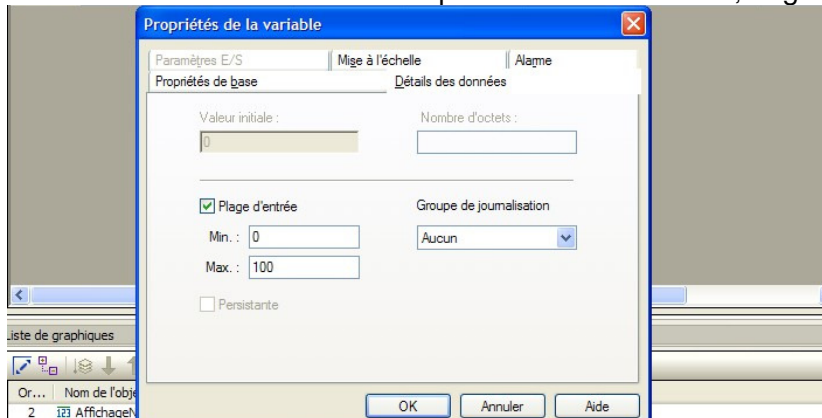 Propriétés de la variable
Paramètres E/S Mise à l'échelle Alarme
Propriétés de base Détails des données
Valeur initiale : Nombre d'octets :
0
Plage d'entrée Groupe de journalisation
Min. : 0 Aucun
Max. : 100
Persistante
Liste de graphiques
Or... Nom de l'obje
2 123 AffichageN
OK Annuler Aide